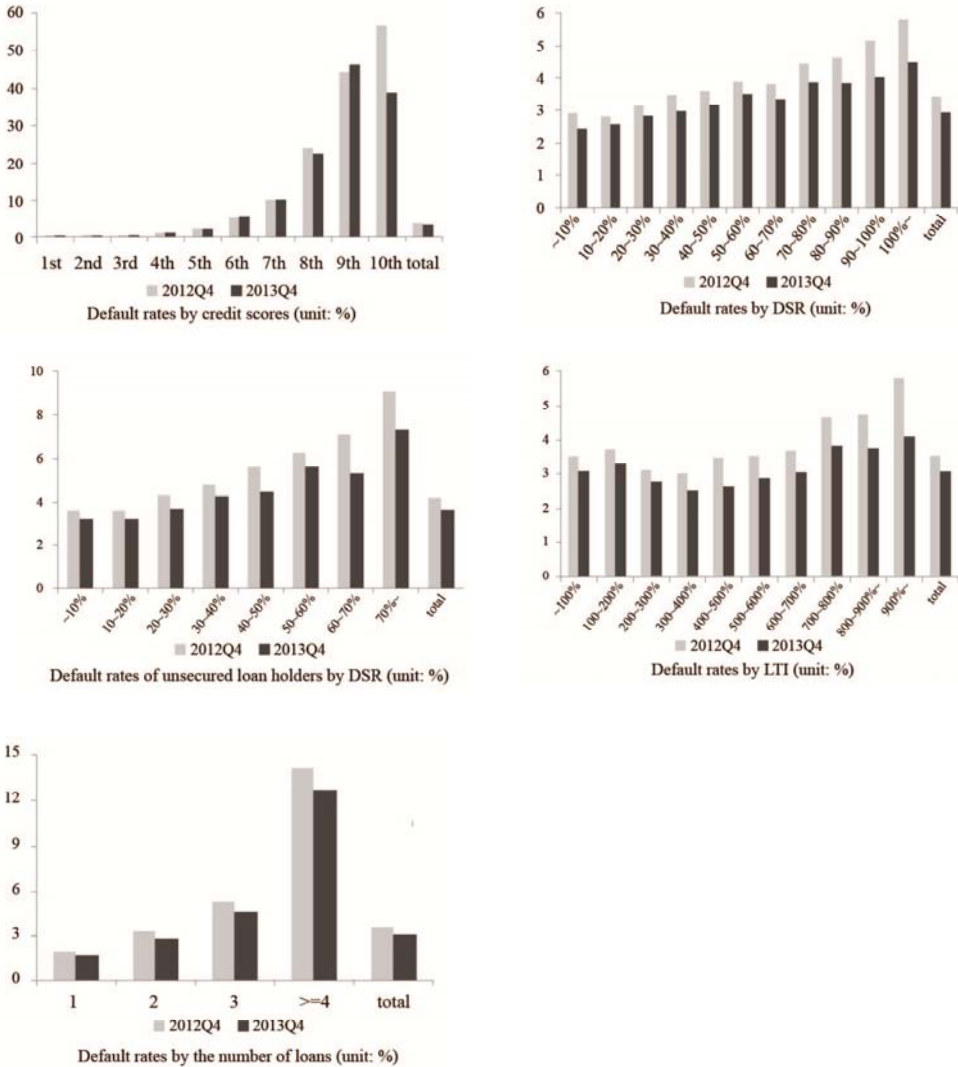 60
50
40
30
20
10
0
1st 2nd 3rd 4th 5th 6th 7th 8th 9th 10th total
2012Q4 2013Q4
Default rates by credit scores (unit: %)
6
5
4
3
2
1
0
~10% 10~20% 20~30% 30~40% 40~50% 50~60% 60~70% 70~80% 80~90% 90~100% 100%~ total
2012Q4 2013Q4
Default rates by DSR (unit: %)
10
8
6
4
2
0
~10% 10~20% 20~30% 30~40% 40~50% 50~60% 60~70% 70%~ total
2012Q4 2013Q4
Default rates of unsecured loan holders by DSR (unit: %)
6
5
4
3
2
1
0
~100% 100~200% 200~300% 300~400% 400~500% 500~600% 600~700% 700~800% 800~900%~ 900%~ total
2012Q4 2013Q4
Default rates by LTI (unit: %)
15
12
9
6
3
0
1 2 3 >=4 total
2012Q4 2013Q4
Default rates by the number of loans (unit: %)